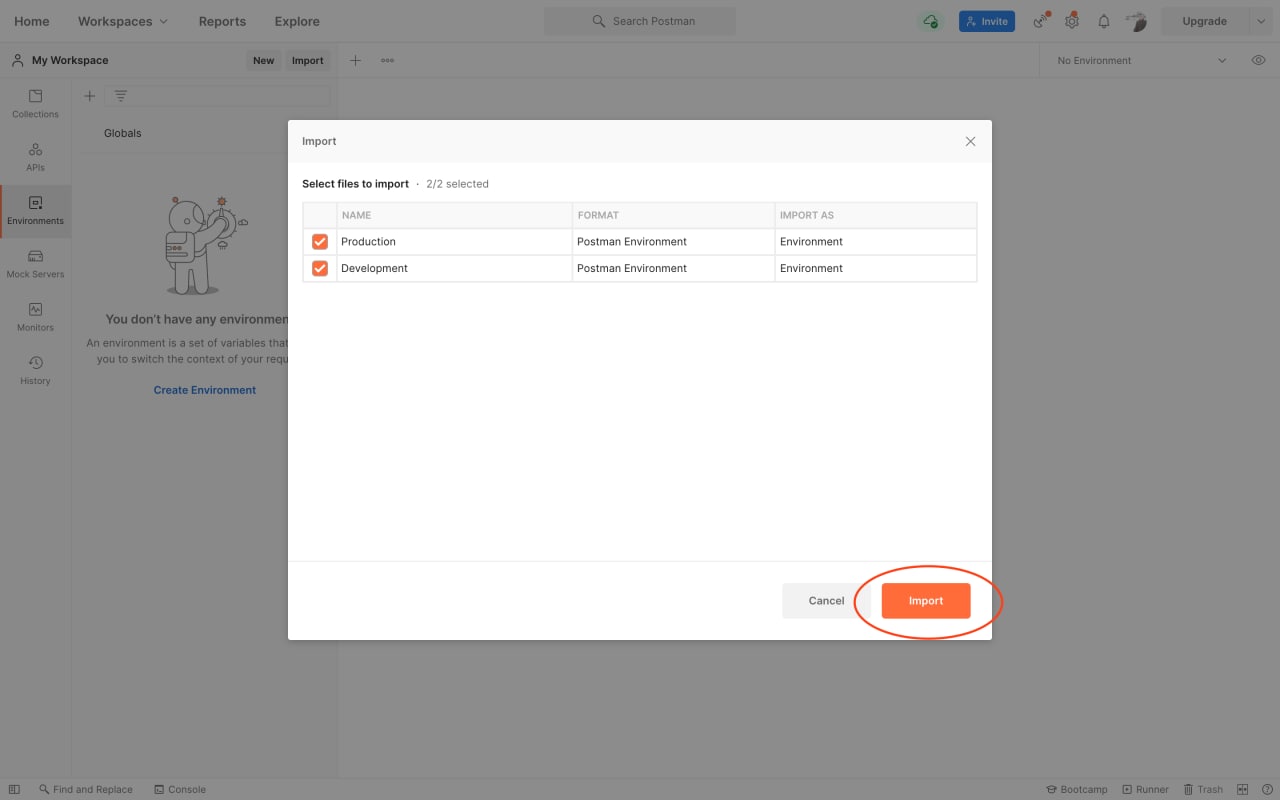 Home Workspaces Reports Explore Search Postman Invite Upgrade
My Workspace New Import No Environment
Collections
Globals
APIs
Environments
Mock Servers
Monitors
History
You don't have any environmen
An environment is a set of variables that
you to switch the context of your requ
Create Environment
Import
Select files to import · 2/2 selected
NAME FORMAT IMPORT AS
Production Postman Environment Environment
Development Postman Environment Environment
Cancel Import
Find and Replace Console Bootcamp Runner Trash